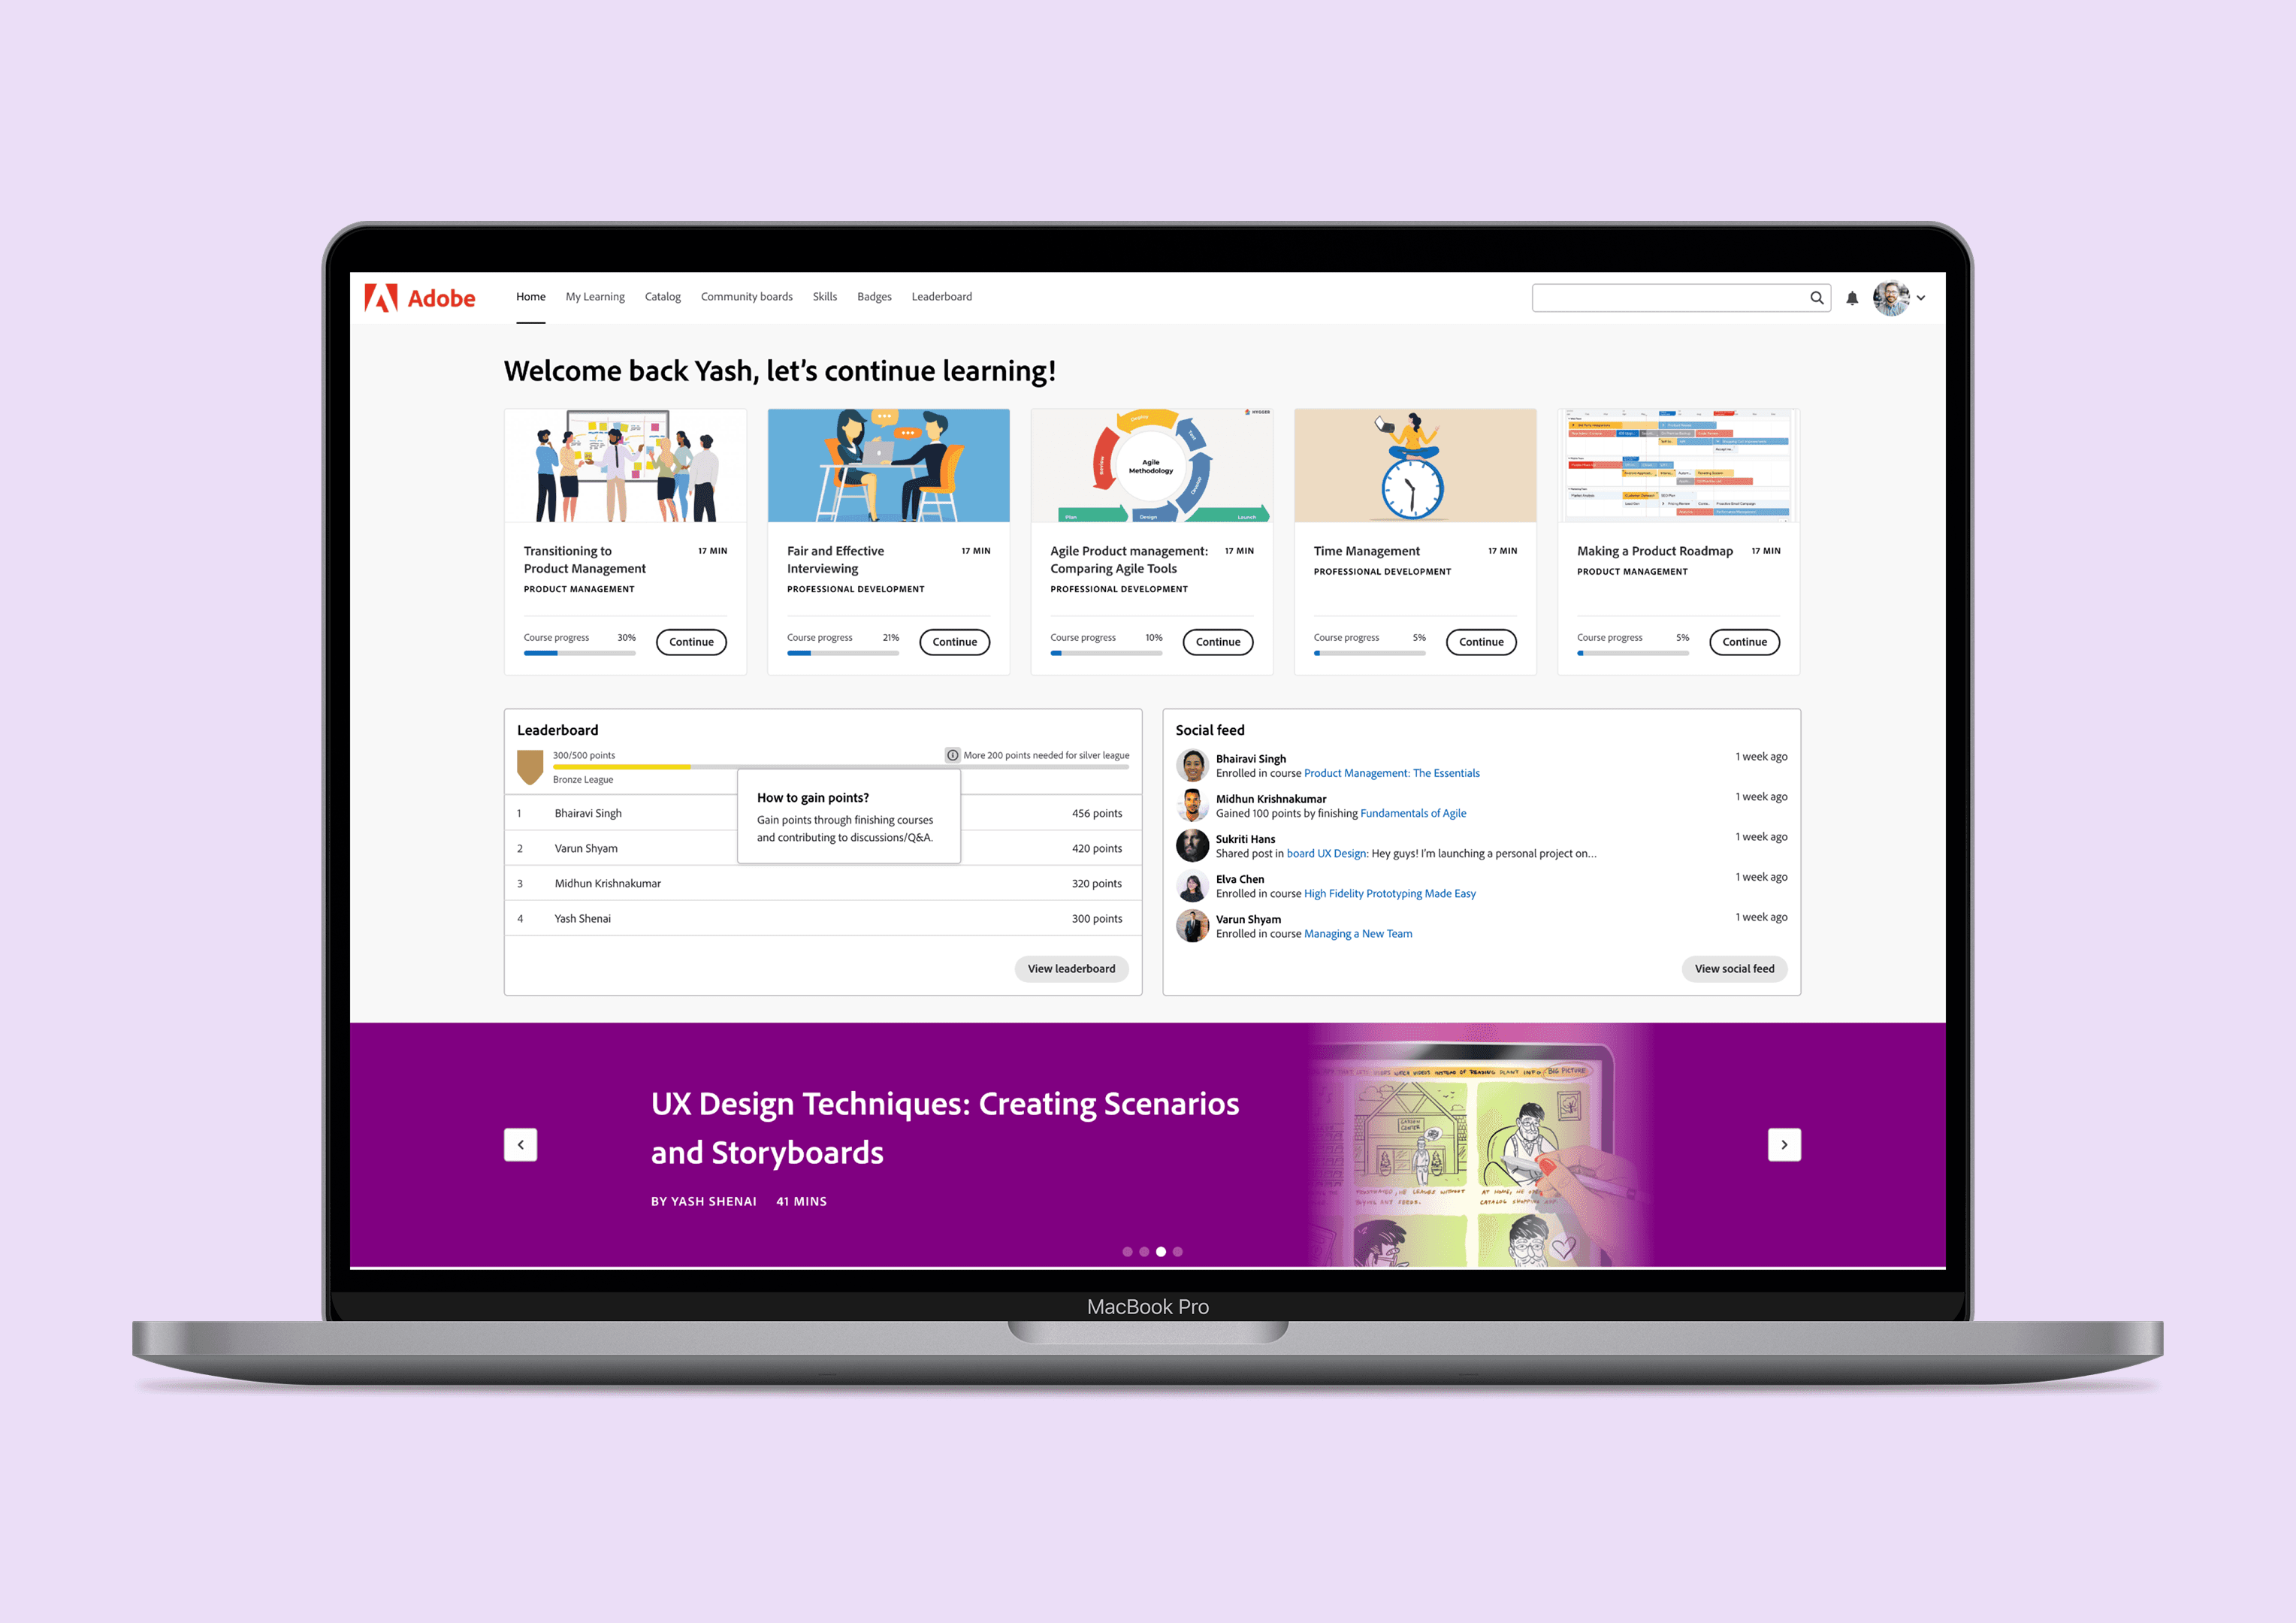 Adobe
Home My Learning Catalog Community boards Skills Badges Leaderboard
Welcome back Yash, let's continue learning!
Agile
Methodology
Plan Design Launch
Transitioning to
Product Management
17 MIN
PRODUCT MANAGEMENT
Course progress 30% Continue
Fair and Effective
Interviewing
17 MIN
PROFESSIONAL DEVELOPMENT
Course progress 21% Continue
Agile Product management:
Comparing Agile Tools
17 MIN
PROFESSIONAL DEVELOPMENT
Course progress 10% Continue
Time Management
17 MIN
PROFESSIONAL DEVELOPMENT
Course progress 5% Continue
Making a Product Roadmap
17 MIN
PRODUCT MANAGEMENT
Course progress 5% Continue
Leaderboard
300/500 points More 200 points needed for silver league
Bronze League
How to gain points?
Gain points through finishing courses
and contributing to discussions/Q&A.
1 Bhairavi Singh 456 points
2 Varun Shyam 420 points
3 Midhun Krishnakumar 320 points
4 Yash Shenai 300 points
View leaderboard
Social feed
Bhairavi Singh 1 week ago
Enrolled in course Product Management: The Essentials
Midhun Krishnakumar 1 week ago
Gained 100 points by finishing Fundamentals of Agile
Sukriti Hans 1 week ago
Shared post in board UX Design: Hey guys! I'm launching a personal project on...
Elva Chen 1 week ago
Enrolled in course High Fidelity Prototyping Made Easy
Varun Shyam 1 week ago
Enrolled in course Managing a New Team
View social feed
UX Design Techniques: Creating Scenarios
and Storyboards
BY YASH SHENAI 41 MINS
INSTEAD OF READING PLANT INFO BIG PICTURE
GARDEN
CENTER
MacBook Pro